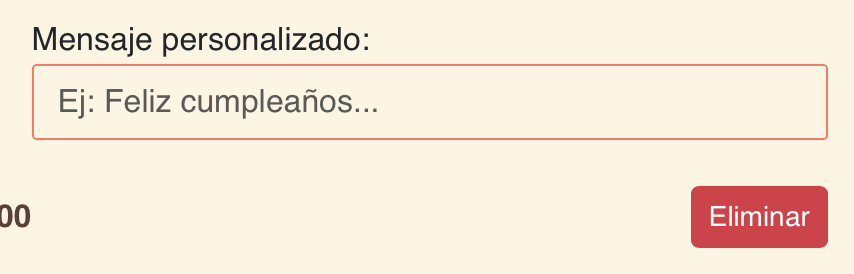 Mensaje personalizado:
Ej: Feliz cumpleaños...
00
Eliminar